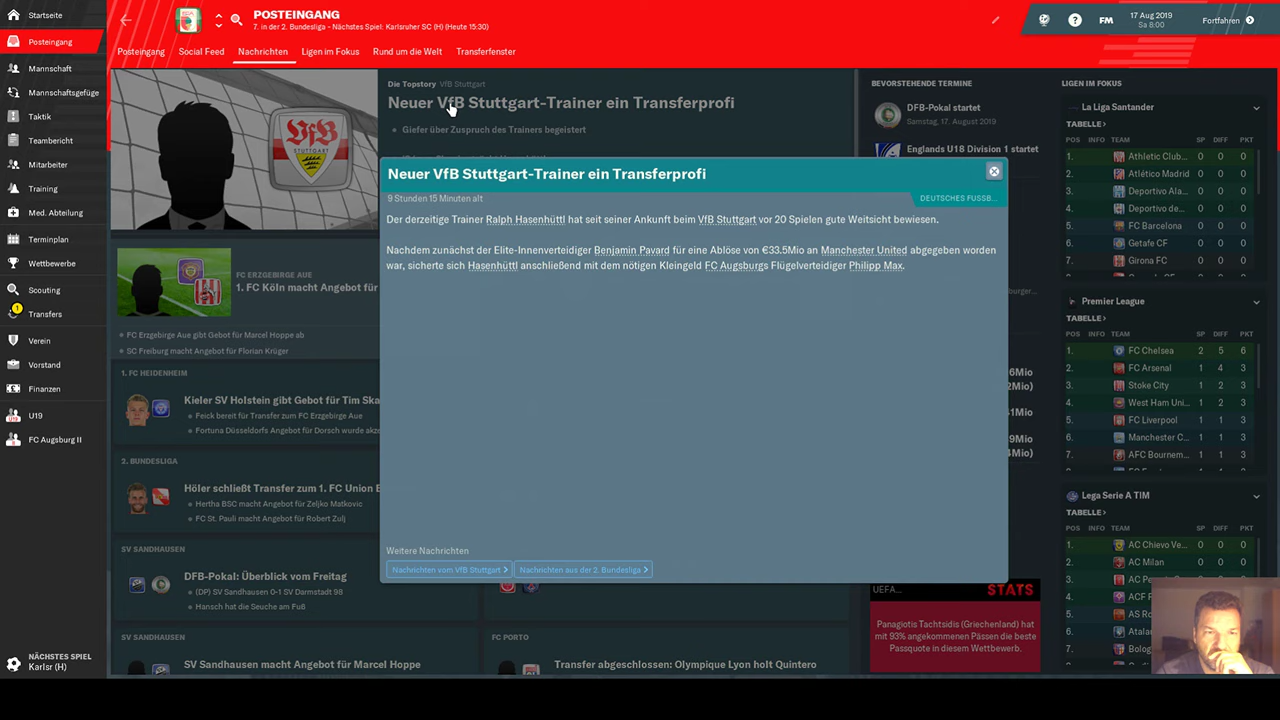 Startseite
Posteingang
Mannschaft
Mannschaftsgefüge
Taktik
Teambericht
Mitarbeiter
Training
Med. Abteilung
Terminplan
Wettbewerbe
Scouting
1
Transfers
Verein
Vorstand
Finanzen
U19
FC Augsburg II
NÄCHSTES SPIEL
Karlsr (H)
POSTEINGANG
7. in der 2. Bundesliga - Nächstes Spiel: Karlsruher SC (H) (Heute 15:30)
FM
17 Aug 2019
Sa 8:00
Fortfahren
Posteingang
Social Feed
Nachrichten
Ligen im Fokus
Rund um die Welt
Transferfenster
Die Topstory VfB Stuttgart
Neuer VfB Stuttgart-Trainer ein Transferprofi
Giefer über Zuspruch des Trainers begeistert
Neuer VfB Stuttgart-Trainer ein Transferprofi
9 Stunden 15 Minuten alt
DEUTSCHES FUSSB...
Der derzeitige Trainer Ralph Hasenhüttl hat seit seiner Ankunft beim VfB Stuttgart vor 20 Spielen gute Weitsicht bewiesen.
Nachdem zunächst der Elite-Innenverteidiger Benjamin Pavard für eine Ablöse von €33.5Mio an Manchester United abgegeben worden
war, sicherte sich Hasenhüttl anschließend mit dem nötigen Kleingeld FC Augsburgs Flügelverteidiger Philipp Max.
Weitere Nachrichten
Nachrichten vom VfB Stuttgart
Nachrichten aus der 2. Bundesliga
FC ERZGEBIRGE AUE
1. FC Köln macht Angebot für
FC Erzgebirge Aue gibt Gebot für Marcel Hoppe ab
SC Freiburg macht Angebot für Florian Krüger
1. FC HEIDENHEIM
Kieler SV Holstein gibt Gebot für Tim Ska
Feick bereit für Transfer zum FC Erzgebirge Aue
Fortuna Düsseldorfs Angebot für Dorsch wurde akze
2. BUNDESLIGA
Höler schließt Transfer zum 1. FC Union B
Hertha BSC macht Angebot für Zeljko Matkovic
FC St. Pauli macht Angebot für Robert Zulj
SV SANDHAUSEN
DFB-Pokal: Überblick vom Freitag
(DP) SV Sandhausen 0-1 SV Darmstadt 98
Hansch hat die Seuche am Fuß
SV SANDHAUSEN
SV Sandhausen macht Angebot für Marcel Hoppe
FC PORTO
Transfer abgeschlossen: Olympique Lyon holt Quintero
BEVORSTEHENDE TERMINE
DFB-Pokal startet
Samstag, 17. August 2019
Englands U18 Division 1 startet
UEFA...
STATS
Panagiotis Tachtsidis (Griechenland) hat
mit 93% angekommenen Pässen die beste
Passquote in diesem Wettbewerb.
LIGEN IM FOKUS
La Liga Santander
TABELLE
POS INFO TEAM SP DIFF PKT
1. Athletic Club... 0 0 0
2. Atlético Madrid 0 0 0
3. Deportivo Ala... 0 0 0
4. Deportivo de... 0 0 0
5. FC Barcelona 0 0 0
6. Getafe CF 0 0 0
7. Girona FC 0 0 0
Premier League
TABELLE
POS INFO TEAM SP DIFF PKT
1. FC Chelsea 2 5 6
2. FC Arsenal 1 4 3
3. Stoke City 1 2 3
4. West Ham Uni... 1 2 3
5. FC Liverpool 1 1 3
6. Manchester C... 1 1 3
7. AFC Bournem... 1 1 3
Lega Serie A TIM
TABELLE
POS INFO TEAM SP DIFF PKT
1. AC Chievo Ve... 0 0 0
2. AC Fe
3. AC P
4. ACF
5. AS Ro
6. Atala
7. Bolog